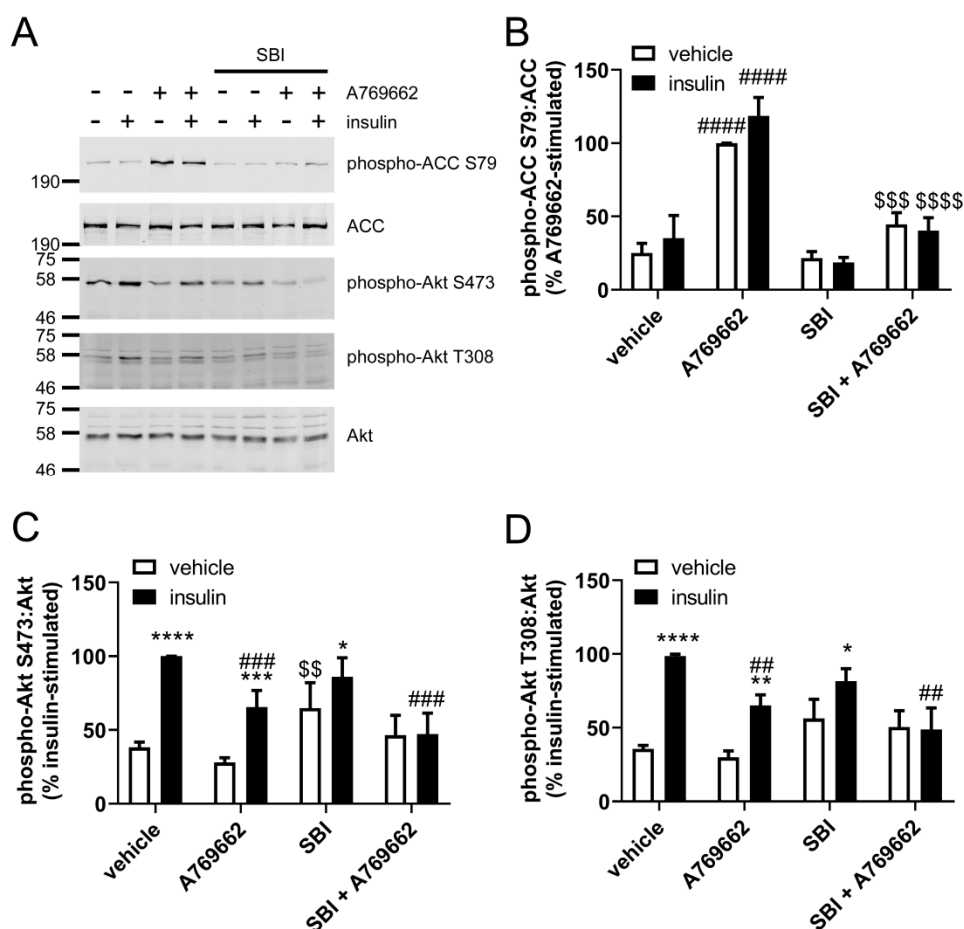 A
SBI
- - + + - - + + A769662
- + - + - + - + insulin
phospho-ACC S79
190
ACC
190
75
58
phospho-Akt S473
46
75
58
phospho-Akt T308
46
75
58
Akt
46
B
vehicle
insulin
phospho-ACC S79:ACC
(% A769662-stimulated)
150
100
50
0
####
####
$$$ $$$$
vehicle
A769662
SBI
SBI + A769662
C
vehicle
insulin
phospho-Akt S473:Akt
(% insulin-stimulated)
150
100
50
0
****
###
***
$$
*
###
vehicle
A769662
SBI
SBI + A769662
D
vehicle
insulin
phospho-Akt T308:Akt
(% insulin-stimulated)
150
100
50
0
****
##
**
*
##
vehicle
A769662
SBI
SBI + A769662